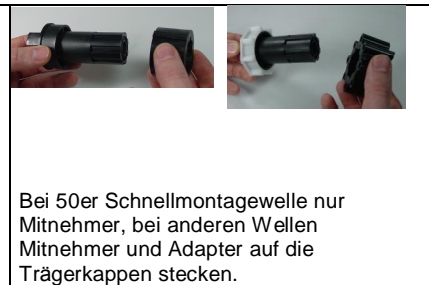 Bei 50er Schnellmontagewelle nur
Mitnehmer, bei anderen Wellen
Mitnehmer und Adapter auf die
Trägerkappen stecken.